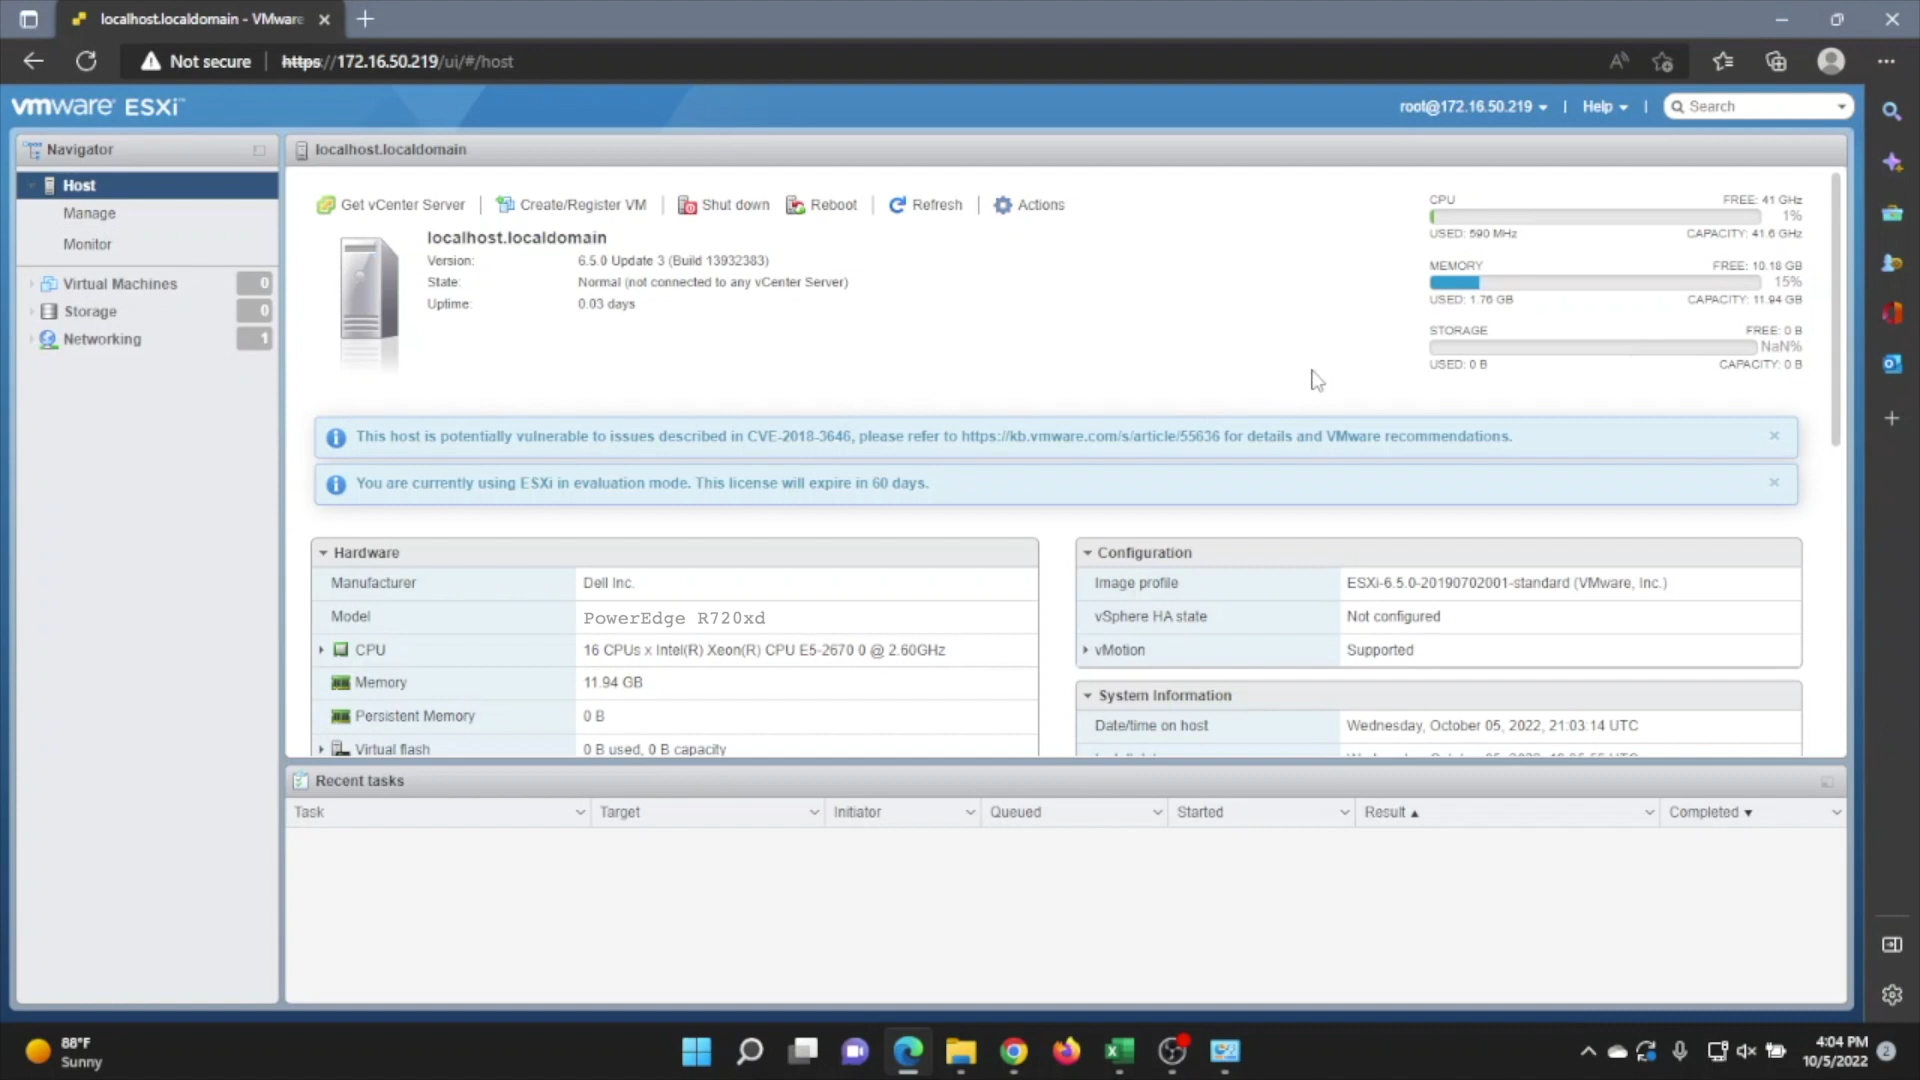 localhost.localdomain - VMware
Not secure
https://172.16.50.219/ui/#/host
vmware ESXi™
root@172.16.50.219
Help
Search
Navigator
Host
Manage
Monitor
Virtual Machines 0
Storage 0
Networking 1
localhost.localdomain
Get vCenter Server
Create/Register VM
Shut down
Reboot
Refresh
Actions
localhost.localdomain
Version: 6.5.0 Update 3 (Build 13932383)
State: Normal (not connected to any vCenter Server)
Uptime: 0.03 days
CPU FREE: 41 GHz
1%
USED: 590 MHz CAPACITY: 41.6 GHz
MEMORY FREE: 10.18 GB
15%
USED: 1.76 GB CAPACITY: 11.94 GB
STORAGE FREE: 0 B
NaN%
USED: 0 B CAPACITY: 0 B
This host is potentially vulnerable to issues described in CVE-2018-3646, please refer to https://kb.vmware.com/s/article/55636 for details and VMware recommendations.
You are currently using ESXi in evaluation mode. This license will expire in 60 days.
Hardware
Manufacturer Dell Inc.
Model PowerEdge R720xd
CPU 16 CPUs x Intel(R) Xeon(R) CPU E5-2670 0 @ 2.60GHz
Memory 11.94 GB
Persistent Memory 0 B
Virtual flash 0 B used, 0 B capacity
Configuration
Image profile ESXi-6.5.0-20190702001-standard (VMware, Inc.)
vSphere HA state Not configured
vMotion Supported
System Information
Date/time on host Wednesday, October 05, 2022, 21:03:14 UTC
Recent tasks
Task Target Initiator Queued Started Result Completed
88°F
Sunny
4:04 PM
10/5/2022
2